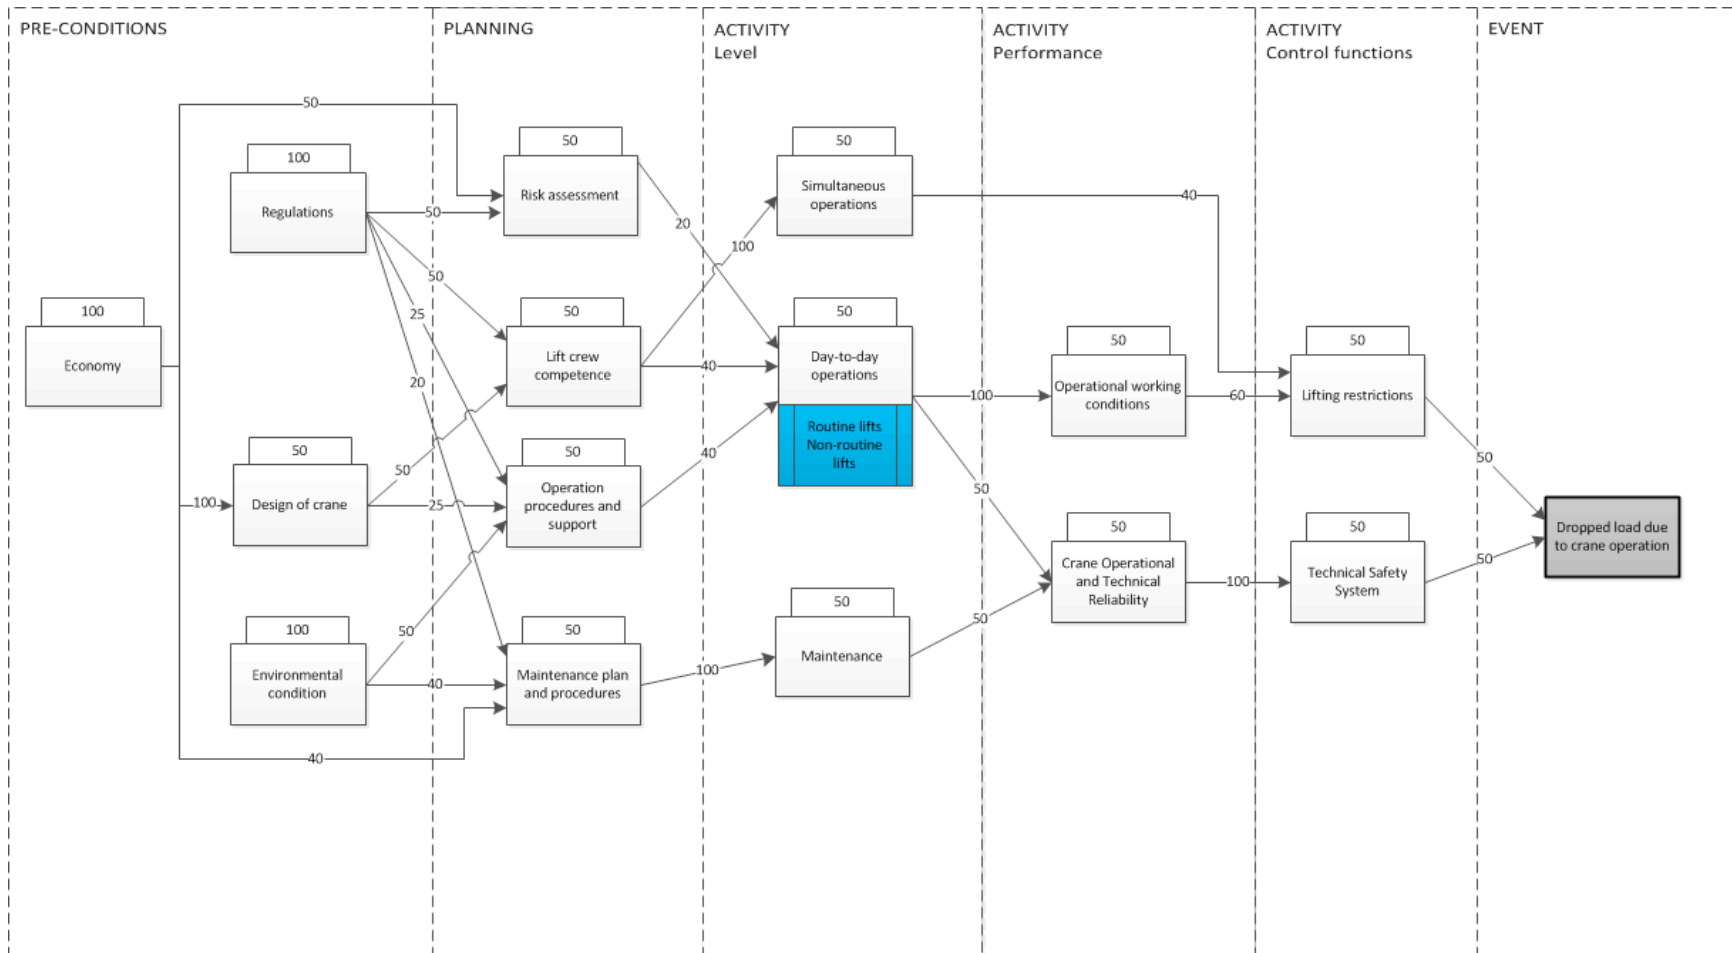 PRE-CONDITIONS
PLANNING
ACTIVITY
Level
ACTIVITY
Performance
ACTIVITY
Control functions
EVENT
50
100
Regulations
100
Economy
50
Design of crane
100
100
Environmental
condition
50
50
25
20
50
25
50
40
40
50
Risk assessment
50
Lift crew
competence
50
Operation
procedures and
support
50
Maintenance plan
and procedures
20
100
40
40
100
50
Simultaneous
operations
50
Day-to-day
operations
Routine lifts
Non-routine
lifts
50
Maintenance
40
100
50
50
50
Operational working
conditions
50
Crane Operational
and Technical
Reliability
60
100
50
Lifting restrictions
50
Technical Safety
System
50
50
Dropped load due
to crane operation